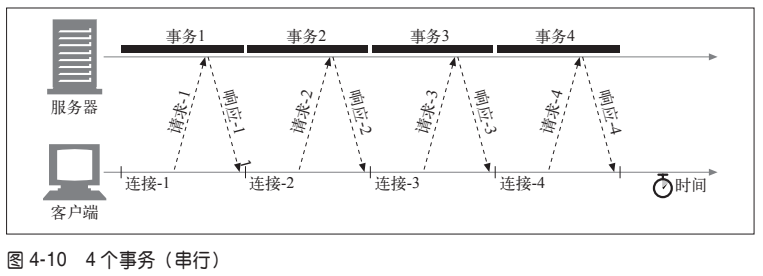 事务1 事务2 事务3 事务4
服务器
请求-1 响应-1 请求-2 响应-2 请求-3 响应-3 请求-4 响应-4
连接-1 连接-2 连接-3 连接-4 时间
客户端
图 4-10 4 个事务（串行）